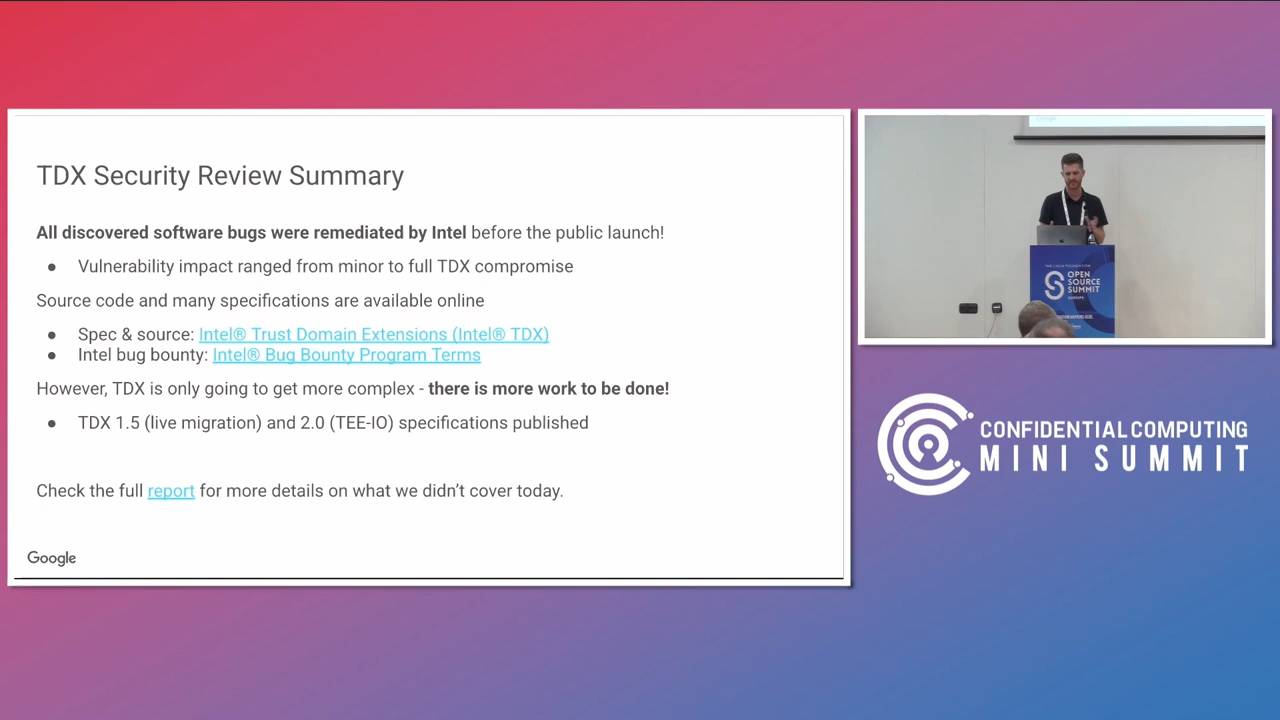 TDX Security Review Summary
All discovered software bugs were remediated by Intel before the public launch!
● Vulnerability impact ranged from minor to full TDX compromise
Source code and many specifications are available online
● Spec & source: Intel® Trust Domain Extensions (Intel® TDX)
● Intel bug bounty: Intel® Bug Bounty Program Terms
However, TDX is only going to get more complex - there is more work to be done!
● TDX 1.5 (live migration) and 2.0 (TEE-IO) specifications published
Check the full report for more details on what we didn’t cover today.
Google
Google
THE LINUX FOUNDATION
OPEN
SOURCE
SUMMIT
EUROPE
CONFIDENTIAL COMPUTING
MINI SUMMIT